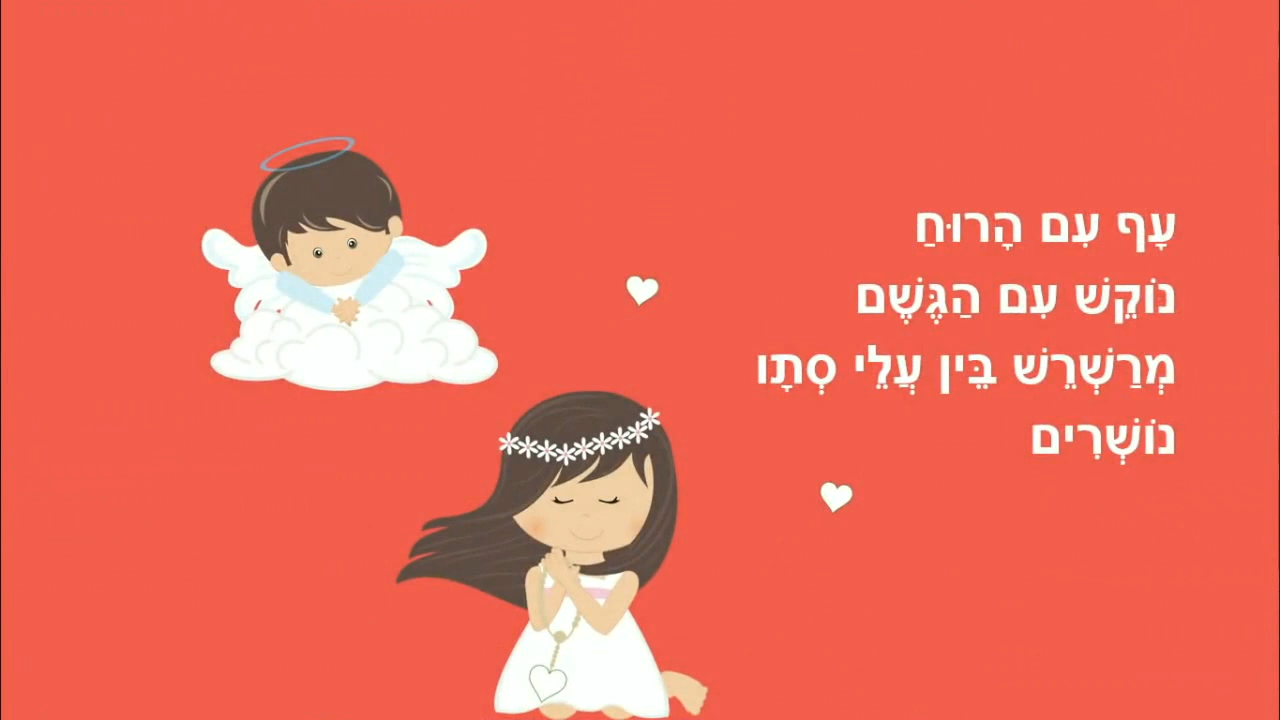 עָף עִם הָרוּחַ
נוֹקֵשׁ עִם הַגֶּשֶׁם
מְרַשְׁרֵשׁ בֵּין עֲלֵי סְתָו
נוֹשְׁרִים